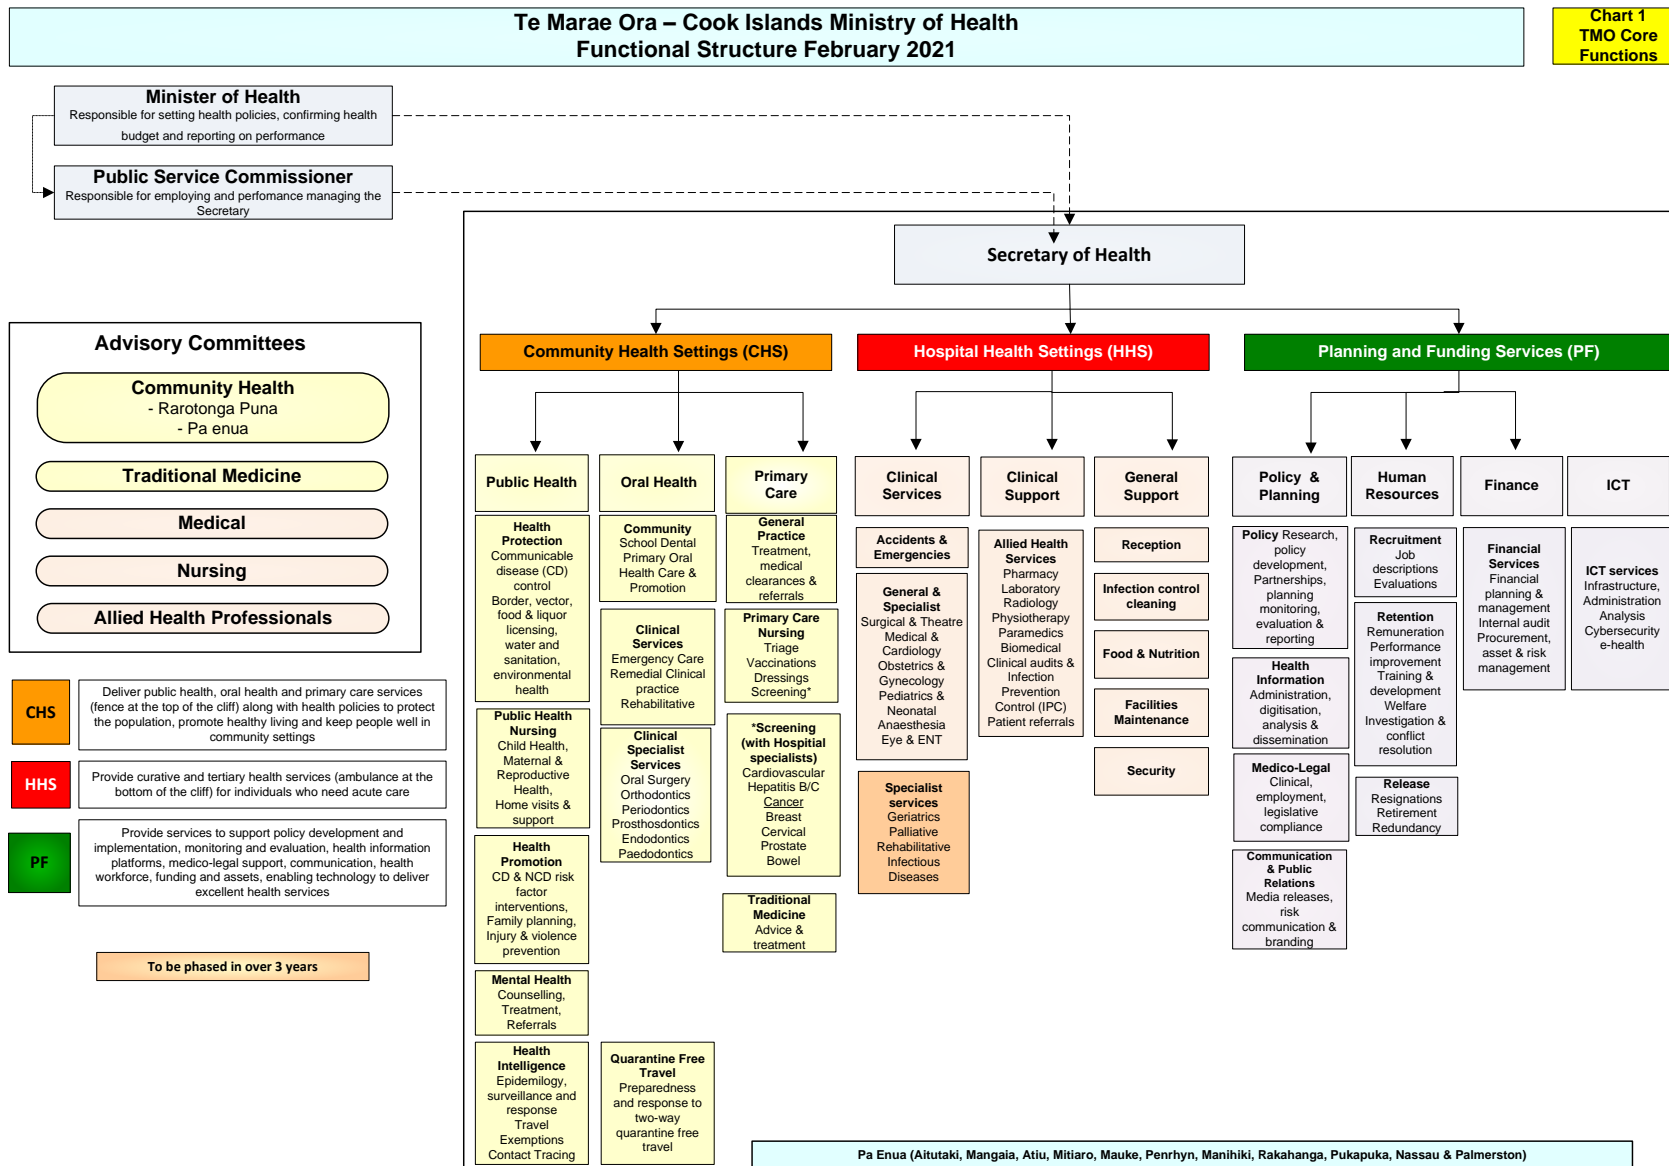 Te Marae Ora – Cook Islands Ministry of Health
Functional Structure February 2021
Chart 1
TMO Core
Functions
Minister of Health
Responsible for setting health policies, confirming health
budget and reporting on performance
Public Service Commissioner
Responsible for employing and perfomance managing the
Secretary
Secretary of Health
Advisory Committees
Community Health
- Rarotonga Puna
- Pa enua
Traditional Medicine
Medical
Nursing
Allied Health Professionals
CHS
Deliver public health, oral health and primary care services
(fence at the top of the cliff) along with health policies to protect
the population, promote healthy living and keep people well in
community settings
HHS
Provide curative and tertiary health services (ambulance at the
bottom of the cliff) for individuals who need acute care
PF
Provide services to support policy development and
implementation, monitoring and evaluation, health information
platforms, medico-legal support, communication, health
workforce, funding and assets, enabling technology to deliver
excellent health services
To be phased in over 3 years
Community Health Settings (CHS)
Public Health
Health
Protection
Communicable
disease (CD)
control
Border, vector,
food & liquor
licensing,
water and
sanitation,
environmental
health
Public Health
Nursing
Child Health,
Maternal &
Reproductive
Health,
Home visits &
support
Health
Promotion
CD & NCD risk
factor
interventions,
Family planning,
Injury & violence
prevention
Mental Health
Counselling,
Treatment,
Referrals
Health
Intelligence
Epidemilogy,
surveillance and
response
Travel
Exemptions
Contact Tracing
Oral Health
Community
School Dental
Primary Oral
Health Care &
Promotion
Clinical
Services
Emergency Care
Remedial Clinical
practice
Rehabilitative
Clinical
Specialist
Services
Oral Surgery
Orthodontics
Periodontics
Prosthosdontics
Endodontics
Paedodontics
Quarantine Free
Travel
Preparedness
and response to
two-way
quarantine free
travel
Primary
Care
General
Practice
Treatment,
medical
clearances &
referrals
Primary Care
Nursing
Triage
Vaccinations
Dressings
Screening*
*Screening
(with Hospitial
specialists)
Cardiovascular
Hepatitis B/C
Cancer
Breast
Cervical
Prostate
Bowel
Traditional
Medicine
Advice &
treatment
Hospital Health Settings (HHS)
Clinical
Services
Accidents &
Emergencies
General &
Specialist
Surgical & Theatre
Medical &
Cardiology
Obstetrics &
Gynecology
Pediatrics &
Neonatal
Anaesthesia
Eye & ENT
Specialist
services
Geriatrics
Palliative
Rehabilitative
Infectious
Diseases
Clinical
Support
Allied Health
Services
Pharmacy
Laboratory
Radiology
Physiotherapy
Paramedics
Biomedical
Clinical audits &
Infection
Prevention
Control (IPC)
Patient referrals
General
Support
Reception
Infection control
cleaning
Food & Nutrition
Facilities
Maintenance
Security
Planning and Funding Services (PF)
Policy &
Planning
Policy Research,
policy
development,
Partnerships,
planning
monitoring,
evaluation &
reporting
Health
Information
Administration,
digitisation,
analysis &
dissemination
Medico-Legal
Clinical,
employment,
legislative
compliance
Communication
& Public
Relations
Media releases,
risk
communication &
branding
Human
Resources
Recruitment
Job
descriptions
Evaluations
Retention
Remuneration
Performance
improvement
Training &
development
Welfare
Investigation &
conflict
resolution
Release
Resignations
Retirement
Redundancy
Finance
Financial
Services
Financial
planning &
management
Internal audit
Procurement,
asset & risk
management
ICT
ICT services
Infrastructure,
Administration
Analysis
Cybersecurity
e-health
Pa Enua (Aitutaki, Mangaia, Atiu, Mitiaro, Mauke, Penrhyn, Manihiki, Rakahanga, Pukapuka, Nassau & Palmerston)